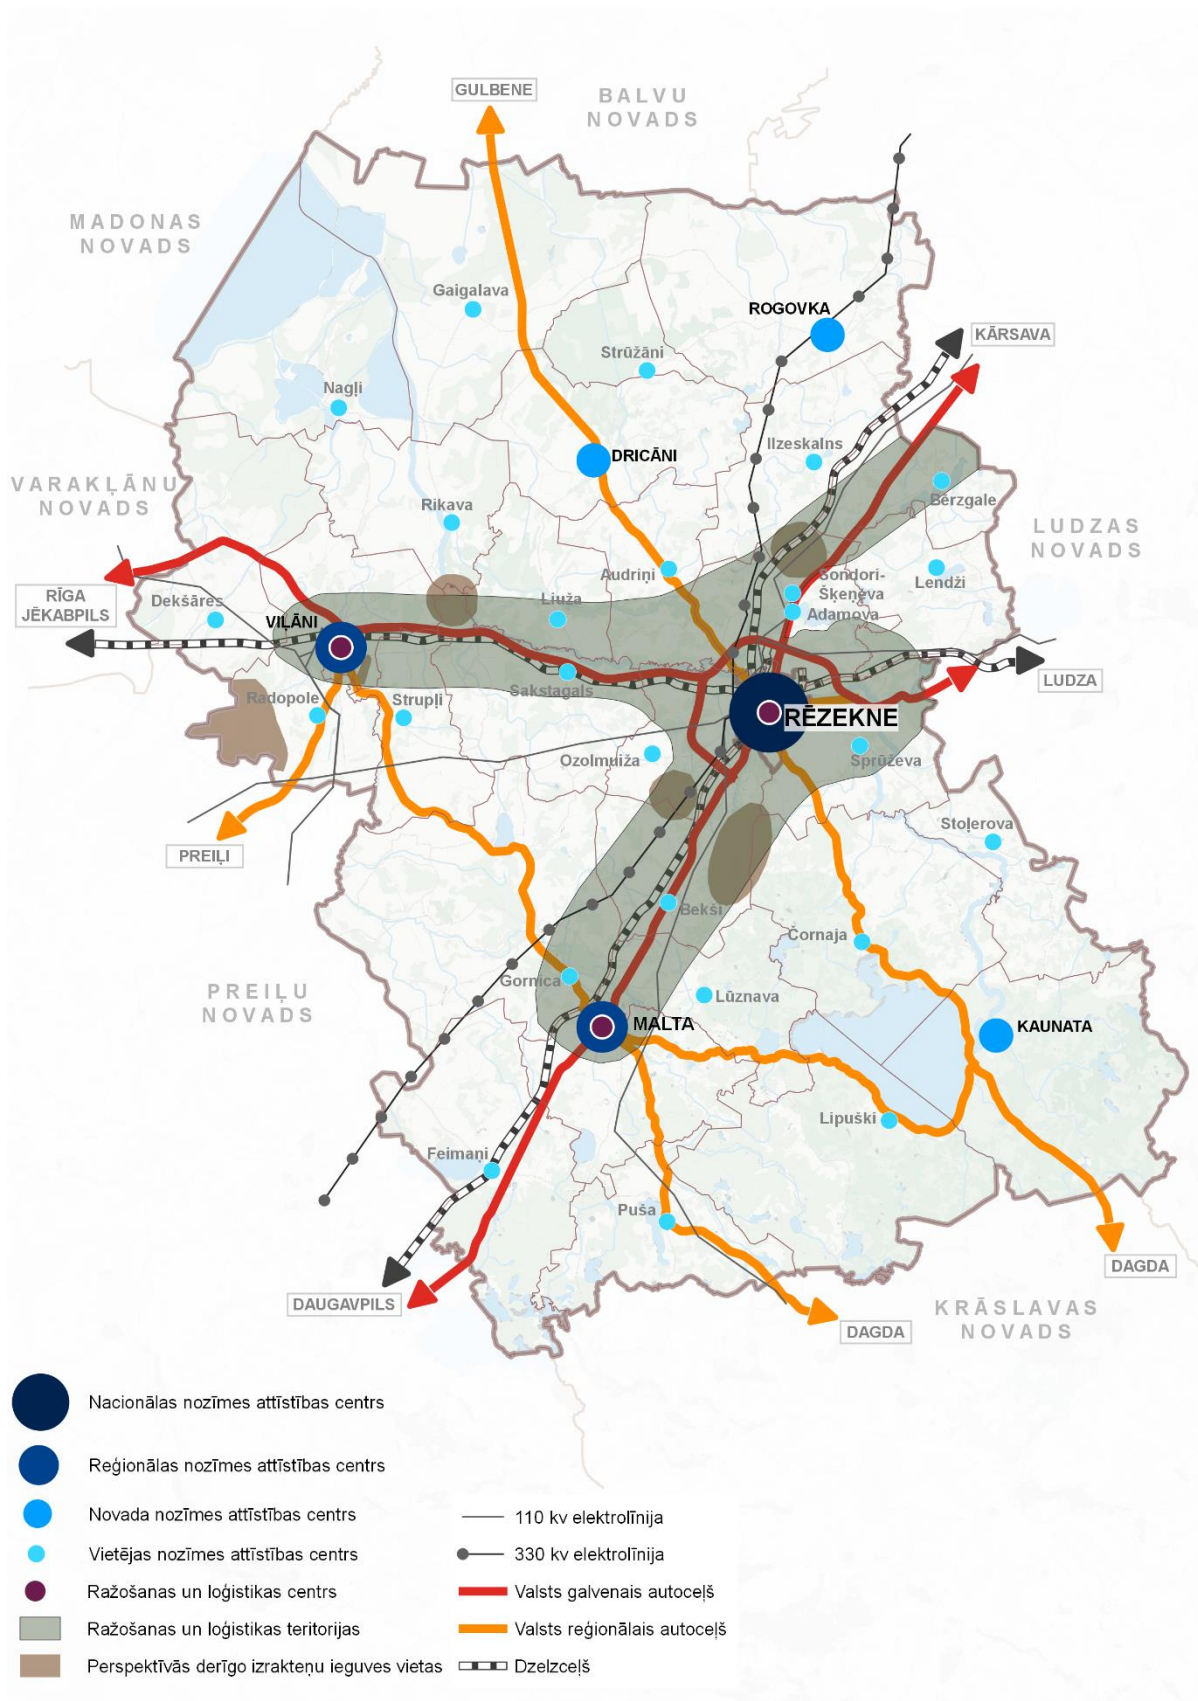 GULBENE
BALVU
NOVADS
MADONAS
NOVADS
Gaigalava
ROGOVKA
KĀRSAVA
Strūžāni
Nagļi
Ilzeskalns
DRICĀNI
VARAKĻĀNU
NOVADS
Rikava
Bērzgale
LUDZAS
NOVADS
Audriņi
Sondori-
Šķeņeva
Lendži
RĪGA
JĒKABPILS
Dekšāres
Liuža
Adamova
VIĻĀNI
LUDZA
Radopole
Strupļi
Sakstagals
RĒZEKNE
Ozolmuiža
Sprūževa
Stoļerova
PREIĻI
Bekši
Čornaja
Gornica
PREIĻU
NOVADS
Lūznava
MALTA
KAUNATA
Lipuški
Feimaņi
Puša
DAGDA
DAUGAVPILS
KRĀSLAVAS
NOVADS
DAGDA
Nacionālas nozīmes attīstības centrs
Reģionālas nozīmes attīstības centrs
Novada nozīmes attīstības centrs
Vietējas nozīmes attīstības centrs
Ražošanas un loģistikas centrs
Ražošanas un loģistikas teritorijas
Perspektīvās derīgo izrakteņu ieguves vietas
110 kv elektrolīnija
330 kv elektrolīnija
Valsts galvenais autoceļš
Valsts reģionālais autoceļš
Dzelzceļš